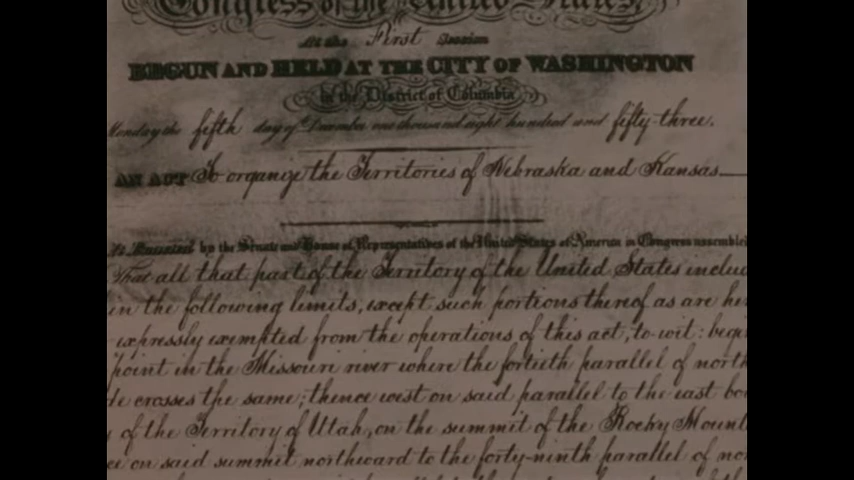 Congress of the United States,
At the First Session
BEGUN AND HELD AT THE CITY OF WASHINGTON
in the District of Columbia
Monday the fifth day of December one thousand eight hundred and fifty-three.
AN ACT To organize the Territories of Nebraska and Kansas
Be it enacted by the Senate and House of Representatives of the United States of America in Congress assembled
That all that part of the Territory of the United States includ
in the following limits, except such portions thereof as are her
expressly exempted from the operations of this act, to wit: begin
point in the Missouri river where the fortieth parallel of north
de crosses the same; thence west on said parallel to the east bou
y of the Territory of Utah, on the summit of the Rocky Mount
ce on said summit northward to the forty-ninth parallel of nor